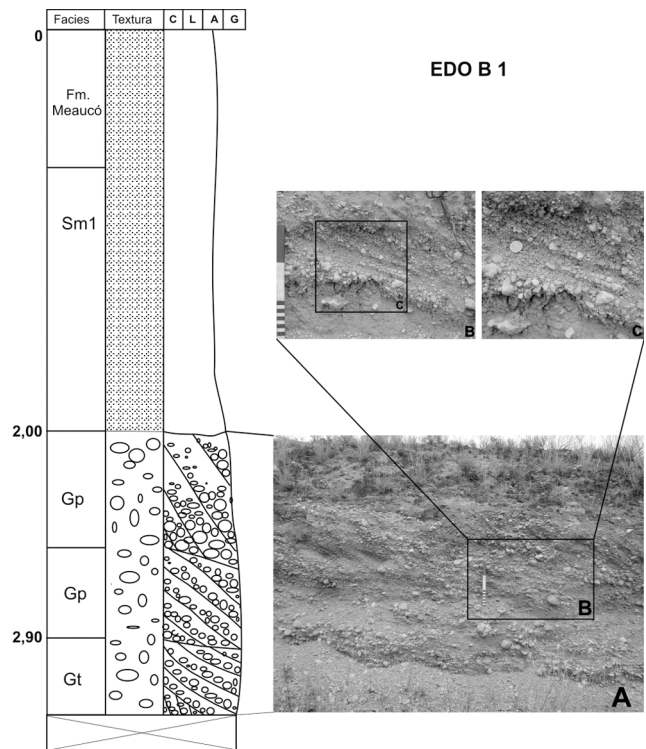 Facies Textura C L A G
0
EDO B 1
Fm.
Meaucó
Sm1
C
B
C
2,00
Gp
B
Gp
2,90
Gt
A